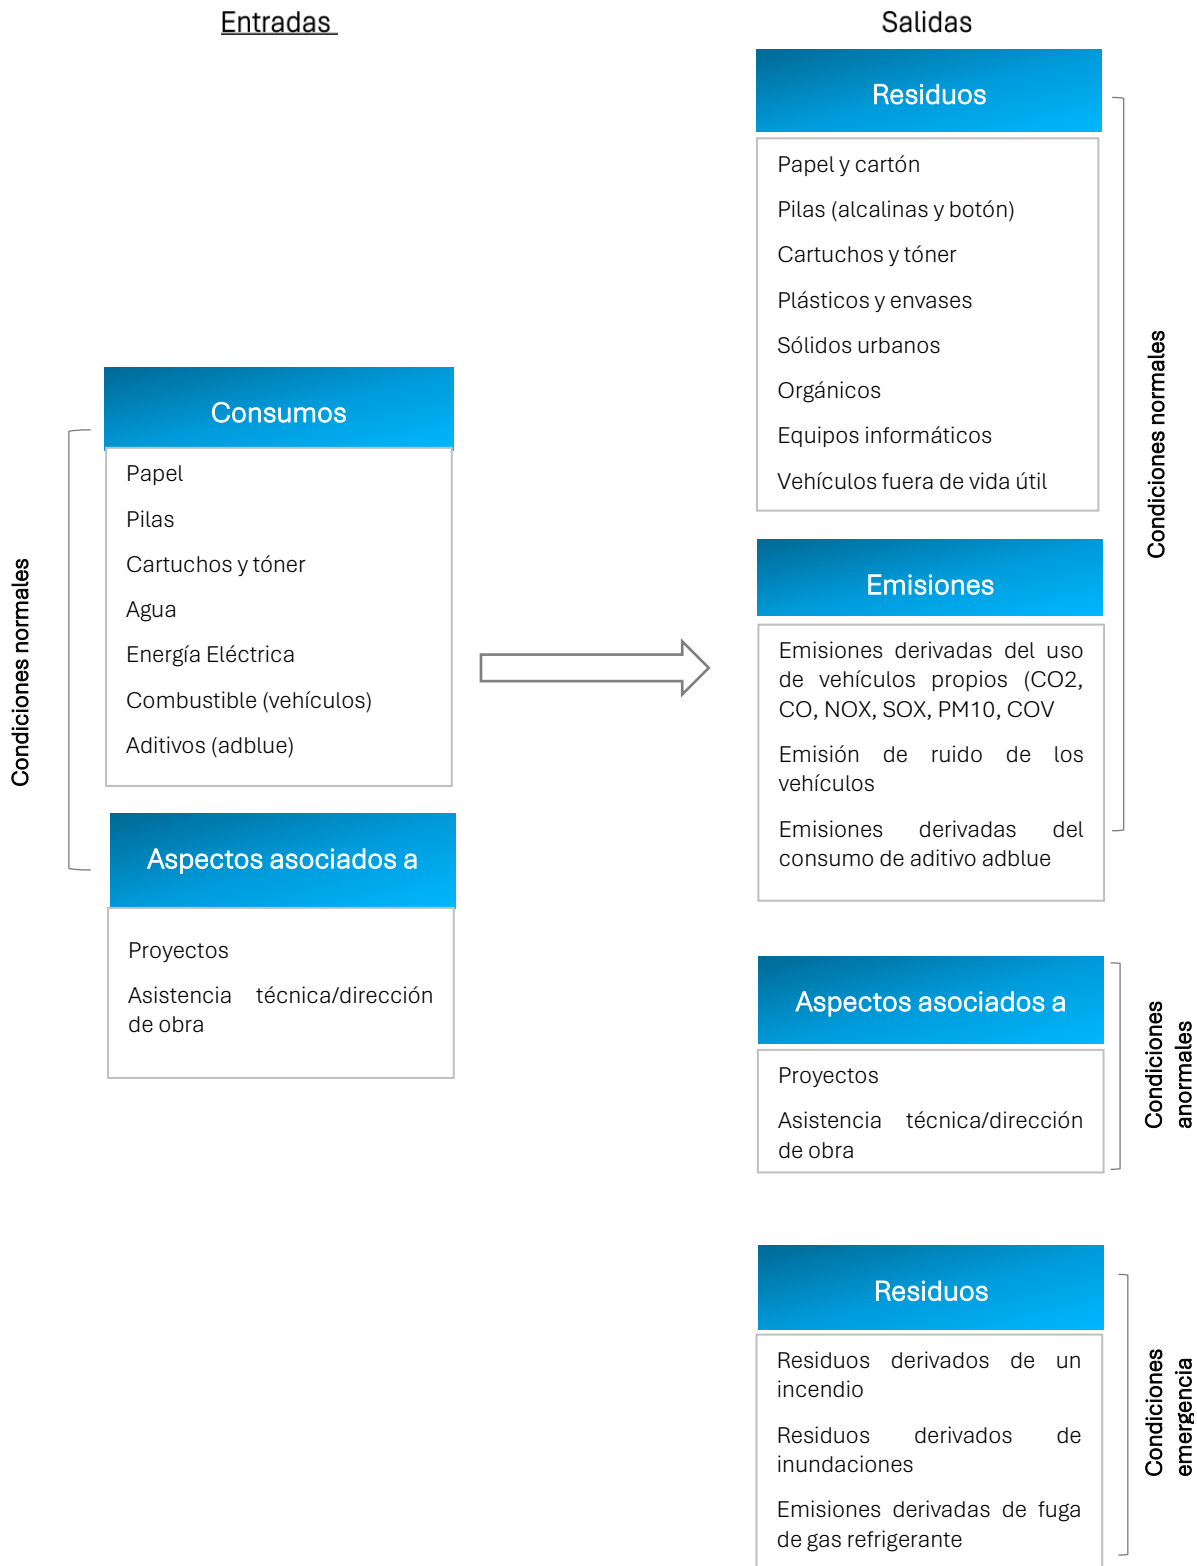 Entradas
Salidas
Condiciones normales
Consumos
Papel
Pilas
Cartuchos y tóner
Agua
Energía Eléctrica
Combustible (vehículos)
Aditivos (adblue)
Aspectos asociados a
Proyectos
Asistencia técnica/dirección
de obra
Residuos
Papel y cartón
Pilas (alcalinas y botón)
Cartuchos y tóner
Plásticos y envases
Sólidos urbanos
Orgánicos
Equipos informáticos
Vehículos fuera de vida útil
Emisiones
Emisiones derivadas del uso
de vehículos propios (CO2,
CO, NOX, SOX, PM10, COV
Emisión de ruido de los
vehículos
Emisiones derivadas del
consumo de aditivo adblue
Condiciones normales
Aspectos asociados a
Proyectos
Asistencia técnica/dirección
de obra
Condiciones
anormales
Residuos
Residuos derivados de un
incendio
Residuos derivados de
inundaciones
Emisiones derivadas de fuga
de gas refrigerante
Condiciones
emergencia